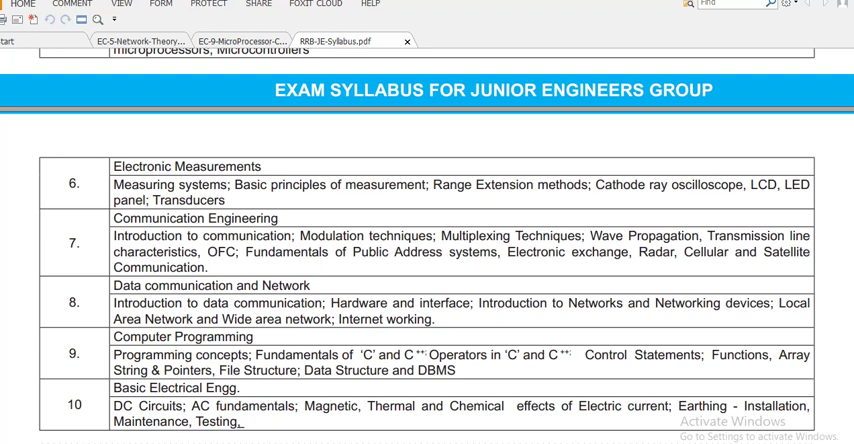 HOME COMMENT VIEW FORM PROTECT SHARE FOXIT CLOUD HELP Find
tart EC-5-Network-Theory... EC-9-MicroProcessor-C... RRB-JE-Syllabus.pdf
microprocessors, Microcontrollers
EXAM SYLLABUS FOR JUNIOR ENGINEERS GROUP
6.
Electronic Measurements
Measuring systems; Basic principles of measurement; Range Extension methods; Cathode ray oscilloscope, LCD, LED
panel; Transducers
7.
Communication Engineering
Introduction to communication; Modulation techniques; Multiplexing Techniques; Wave Propagation, Transmission line
characteristics, OFC; Fundamentals of Public Address systems, Electronic exchange, Radar, Cellular and Satellite
Communication.
8.
Data communication and Network
Introduction to data communication; Hardware and interface; Introduction to Networks and Networking devices; Local
Area Network and Wide area network; Internet working.
9.
Computer Programming
Programming concepts; Fundamentals of ‘C’ and C ++; Operators in ‘C’ and C ++; Control Statements; Functions, Array
String & Pointers, File Structure; Data Structure and DBMS
10
Basic Electrical Engg.
DC Circuits; AC fundamentals; Magnetic, Thermal and Chemical effects of Electric current; Earthing - Installation,
Maintenance, Testing,
Activate Windows
Go to Settings to activate Windows.